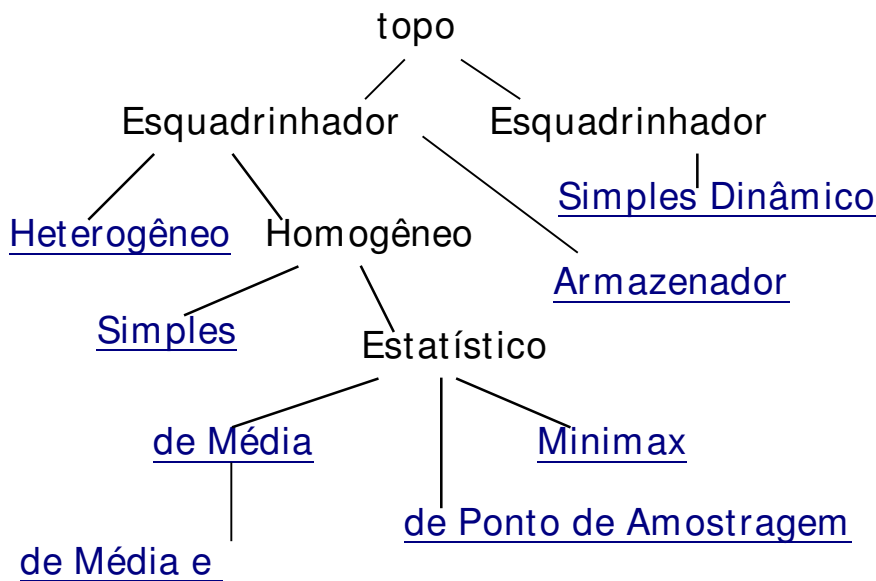 topo
Esquadrinhador
Esquadrinhador
Simples Dinâmico
Heterogêneo
Homogêneo
Armazenador
Simples
Estatístico
de Média
Minimax
de Ponto de Amostragem
de Média e